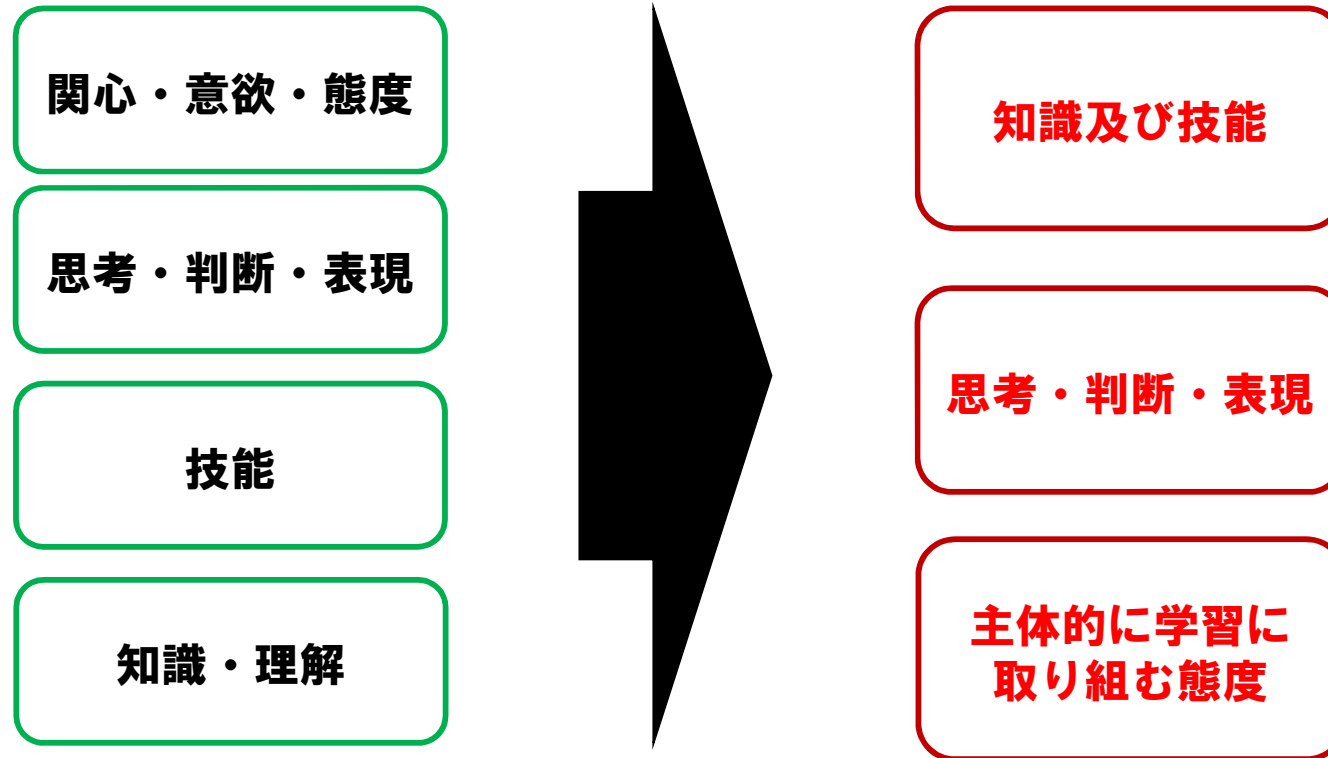 関心・意欲・態度
思考・判断・表現
技能
知識・理解
知識及び技能
思考・判断・表現
主体的に学習に
取り組む態度